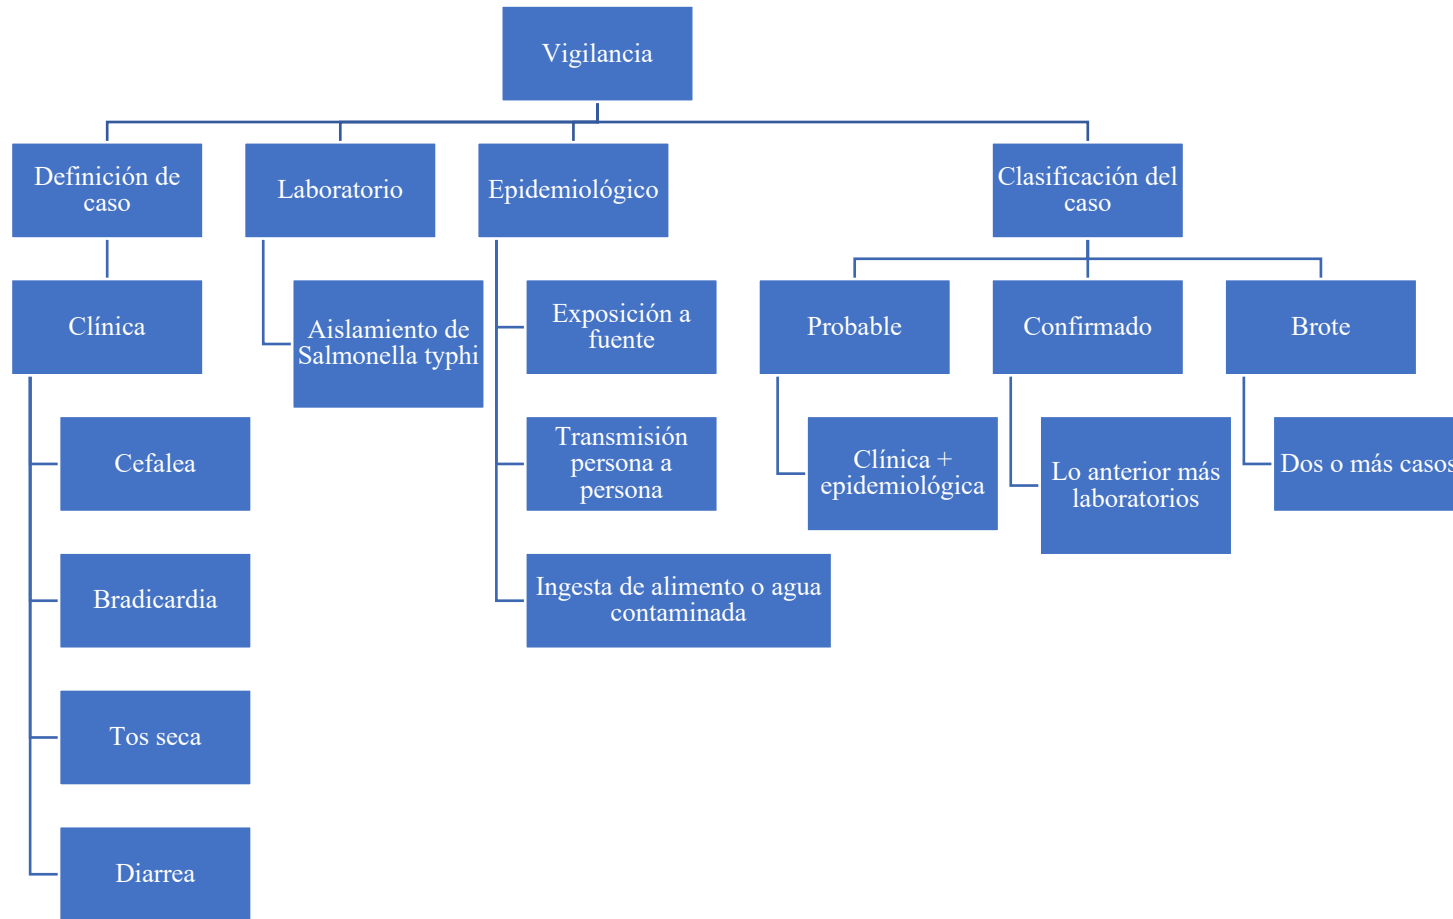 Vigilancia
Definición de
caso
Laboratorio
Epidemiológico
Clasificación del
caso
Clínica
Aislamiento de
Salmonella typhi
Exposición a
fuente
Probable
Confirmado
Brote
Cefalea
Transmisión
persona a
persona
Clínica +
epidemiológica
Lo anterior más
laboratorios
Dos o más casos
Bradicardia
Ingesta de alimento o agua
contaminada
Tos seca
Diarrea